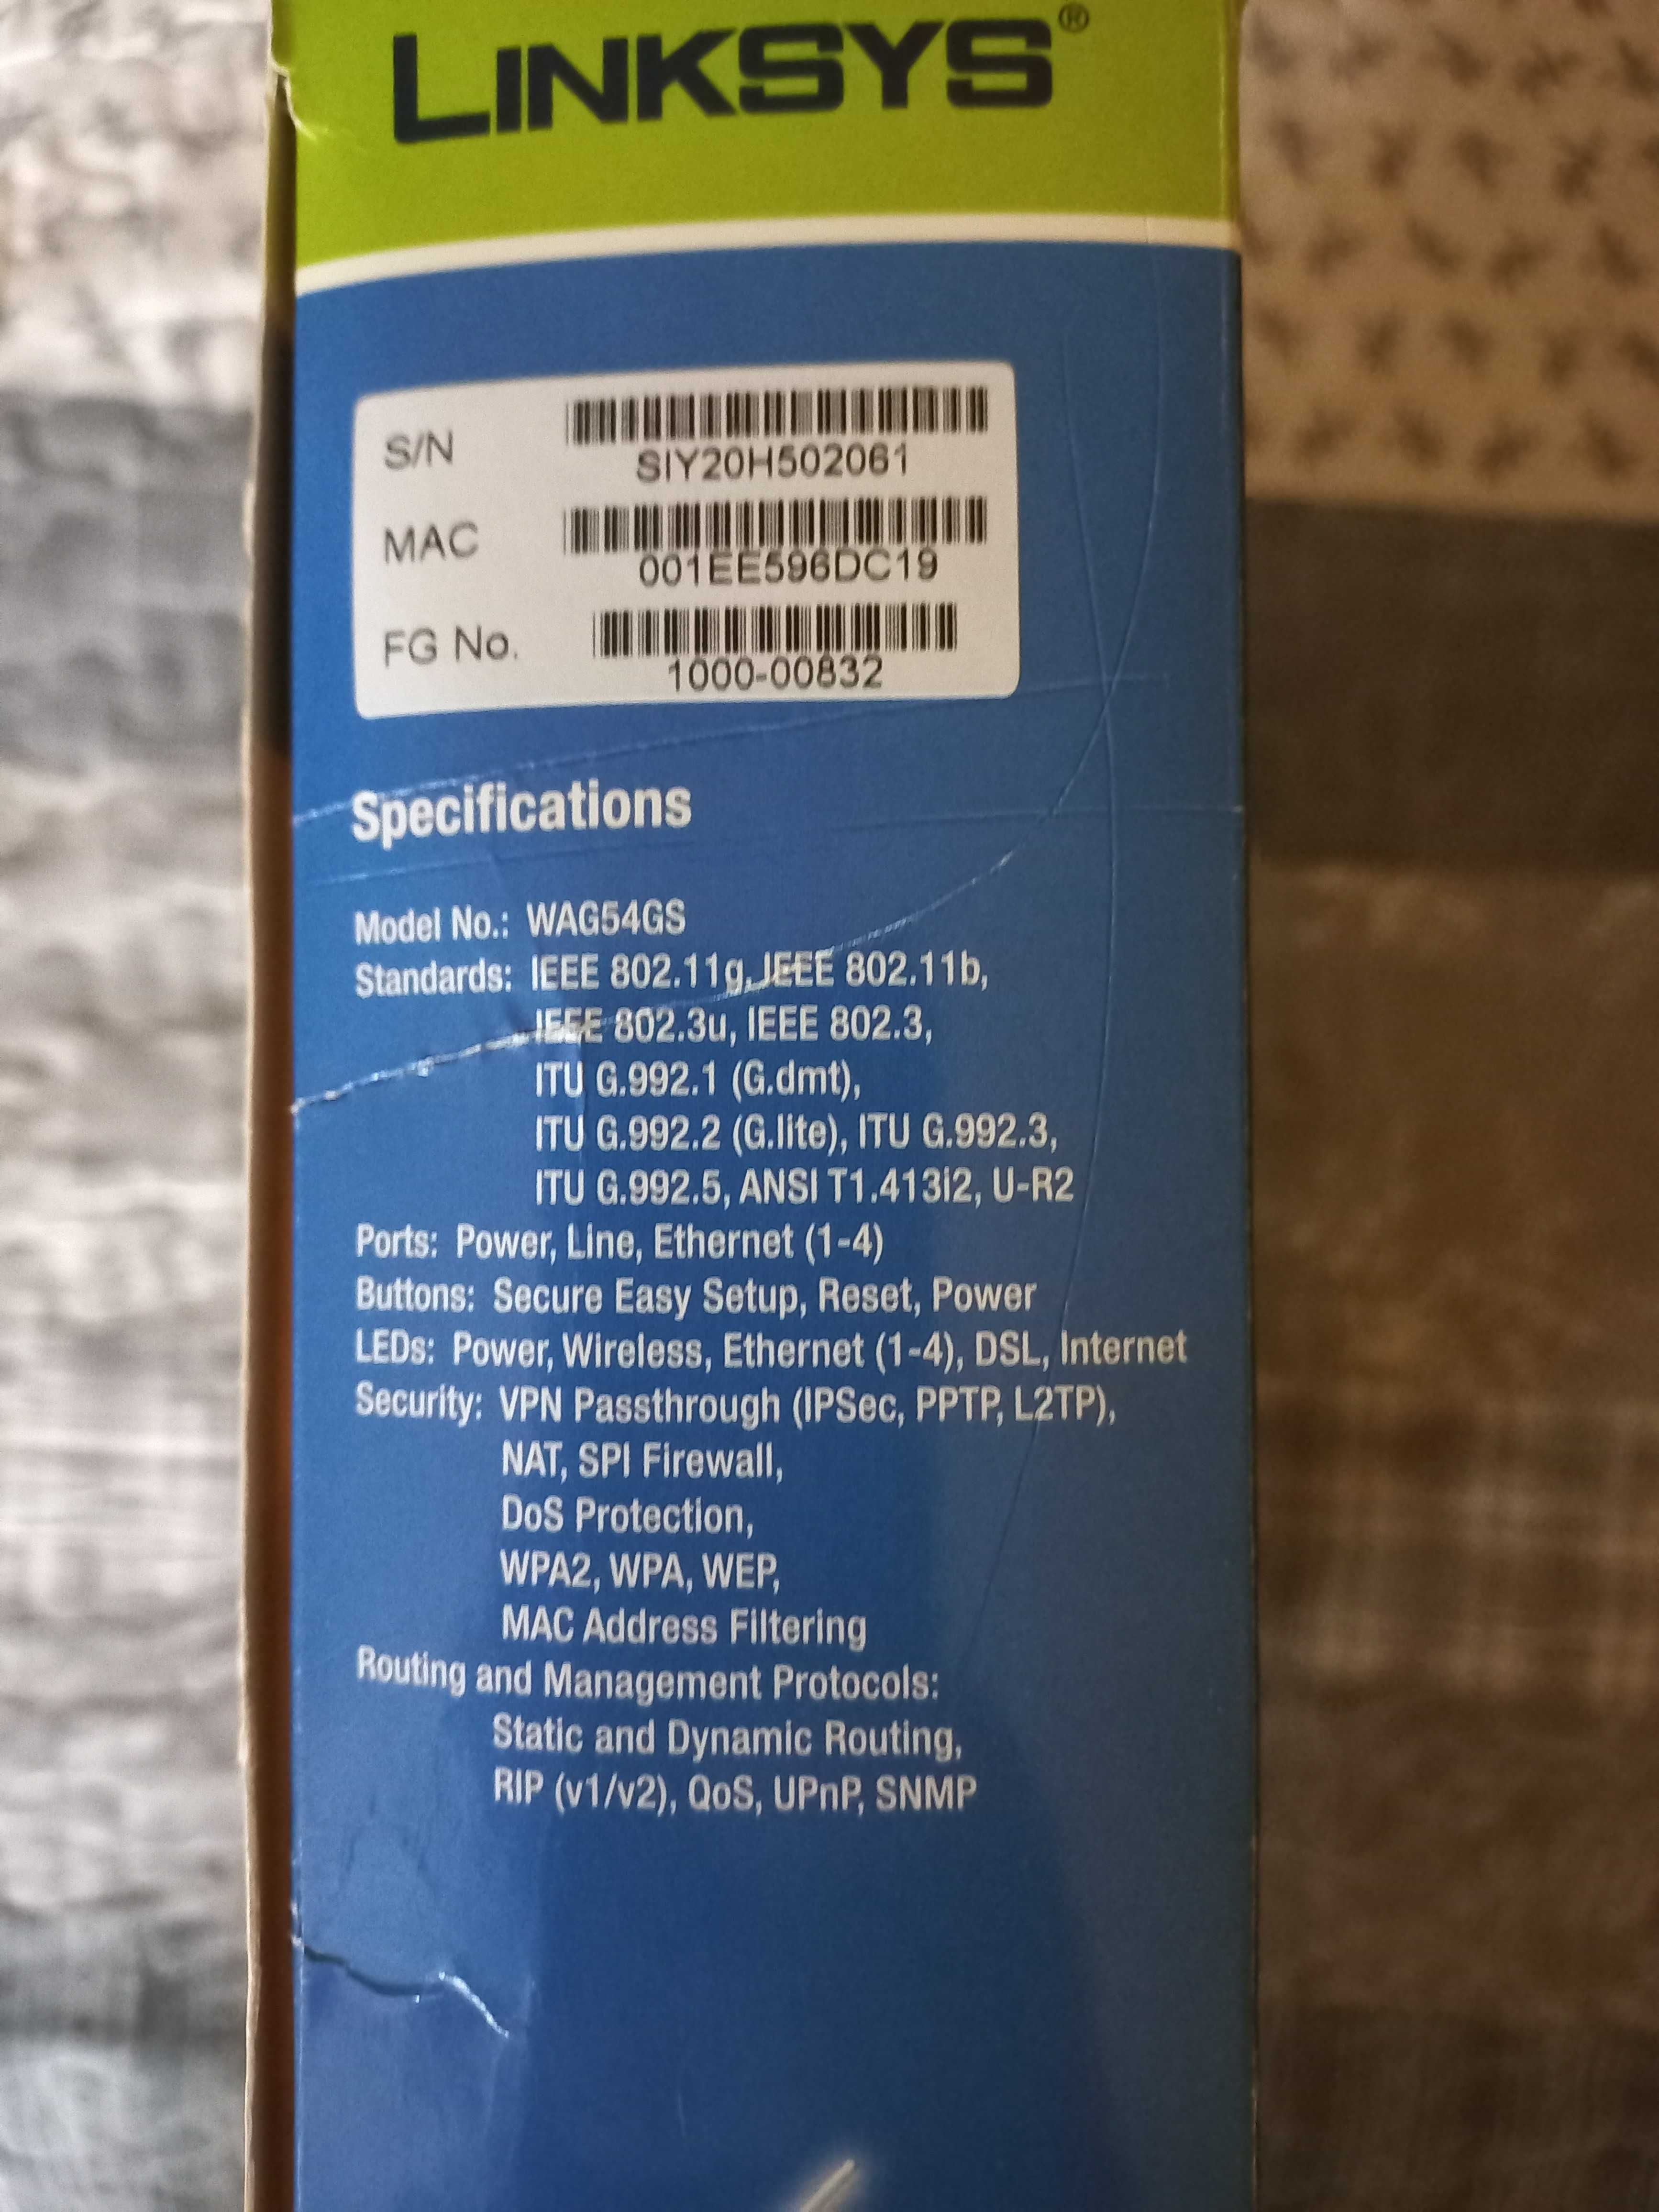 LINKSYS®
S/N
SIY20H502061
MAC
001EE596DC19
FG No.
1000-00832
Specifications
Model No.: WAG54GS
Standards: IEEE 802.11g, IEEE 802.11b,
IEEE 802.3u, IEEE 802.3,
ITU G.992.1 (G.dmt),
ITU G.992.2 (G.lite), ITU G.992.3,
ITU G.992.5, ANSI T1.413i2, U-R2
Ports: Power, Line, Ethernet (1-4)
Buttons: Secure Easy Setup, Reset, Power
LEDs: Power, Wireless, Ethernet (1-4), DSL, Internet
Security: VPN Passthrough (IPSec, PPTP, L2TP),
NAT, SPI Firewall,
DoS Protection,
WPA2, WPA, WEP,
MAC Address Filtering
Routing and Management Protocols:
Static and Dynamic Routing,
RIP (v1/v2), QoS, UPnP, SNMP